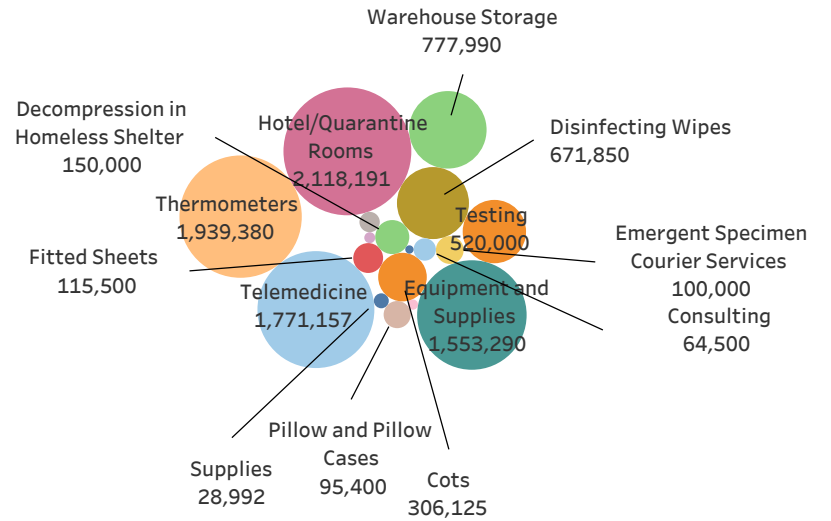 Warehouse Storage
777,990
Decompression in
Homeless Shelter
150,000
Hotel/Quarantine
Rooms
2,118,191
Disinfecting Wipes
671,850
Thermometers
1,939,380
Testing
520,000
Emergent Specimen
Courier Services
100,000
Fitted Sheets
115,500
Telemedicine
1,771,157
Equipment and
Supplies
1,553,290
Consulting
64,500
Pillow and Pillow
Cases
95,400
Supplies
28,992
Cots
306,125